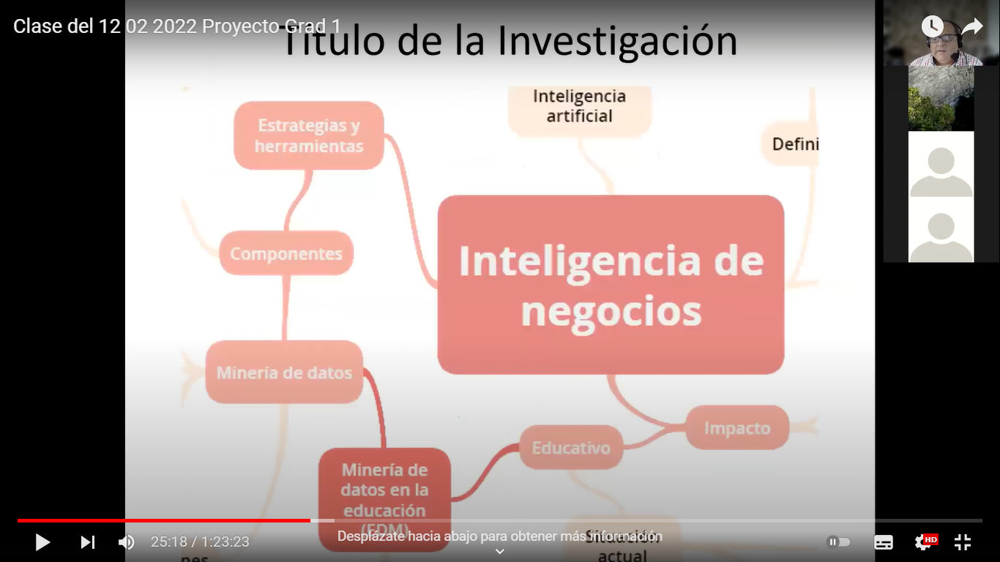 Clase del 12 02 2022 Proyecto Grad 1
Título de la Investigación
Inteligencia
artificial
Estrategias y
herramientas
Defini
Componentes
Inteligencia de
negocios
Minería de datos
Impacto
Educativo
Minería de
datos en la
educación
(EDM)
Situación
actual
nes
Desplázate hacia abajo para obtener más información
25:18 / 1:23:23
HD